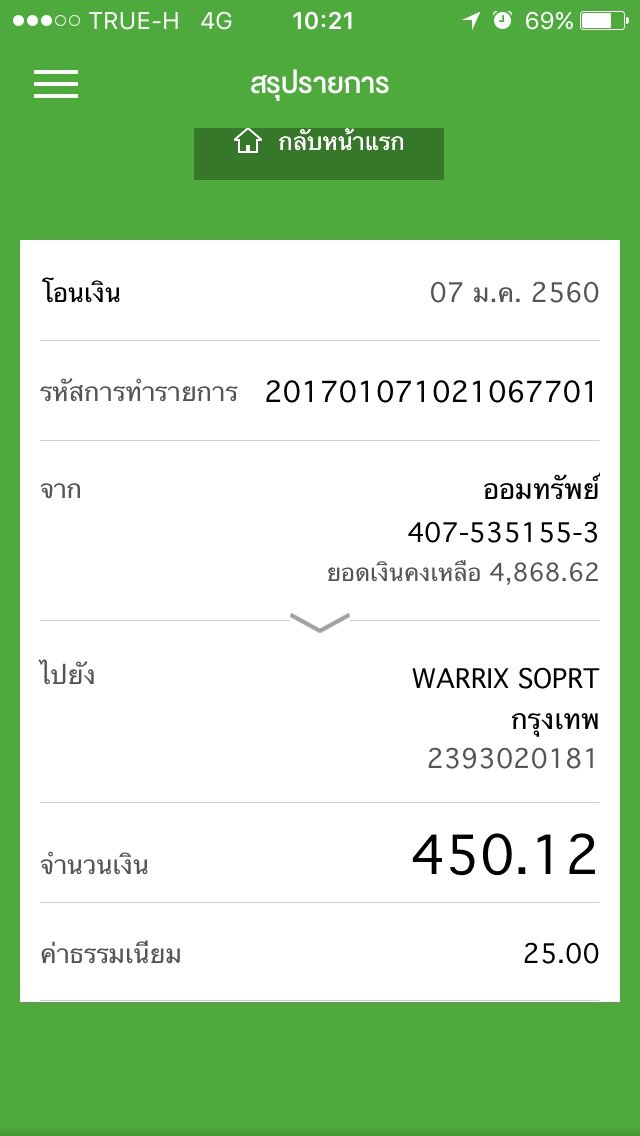 TRUE-H 4G 10:21 69%
สรุปรายการ
กลับหน้าแรก
โอนเงิน 07 ม.ค. 2560
รหัสการทำรายการ 201701071021067701
จาก ออมทรัพย์
407-535155-3
ยอดเงินคงเหลือ 4,868.62
ไปยัง WARRIX SOPRT
กรุงเทพ
2393020181
จำนวนเงิน 450.12
ค่าธรรมเนียม 25.00